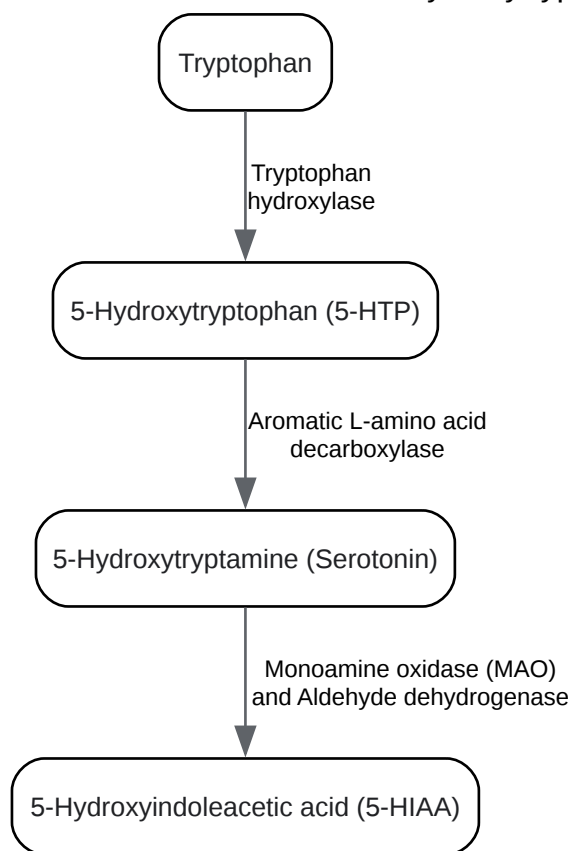 Tryptophan
Tryptophan
hydroxylase
5-Hydroxytryptophan (5-HTP)
Aromatic L-amino acid
decarboxylase
5-Hydroxytryptamine (Serotonin)
Monoamine oxidase (MAO)
and Aldehyde dehydrogenase
5-Hydroxyindoleacetic acid (5-HIAA)